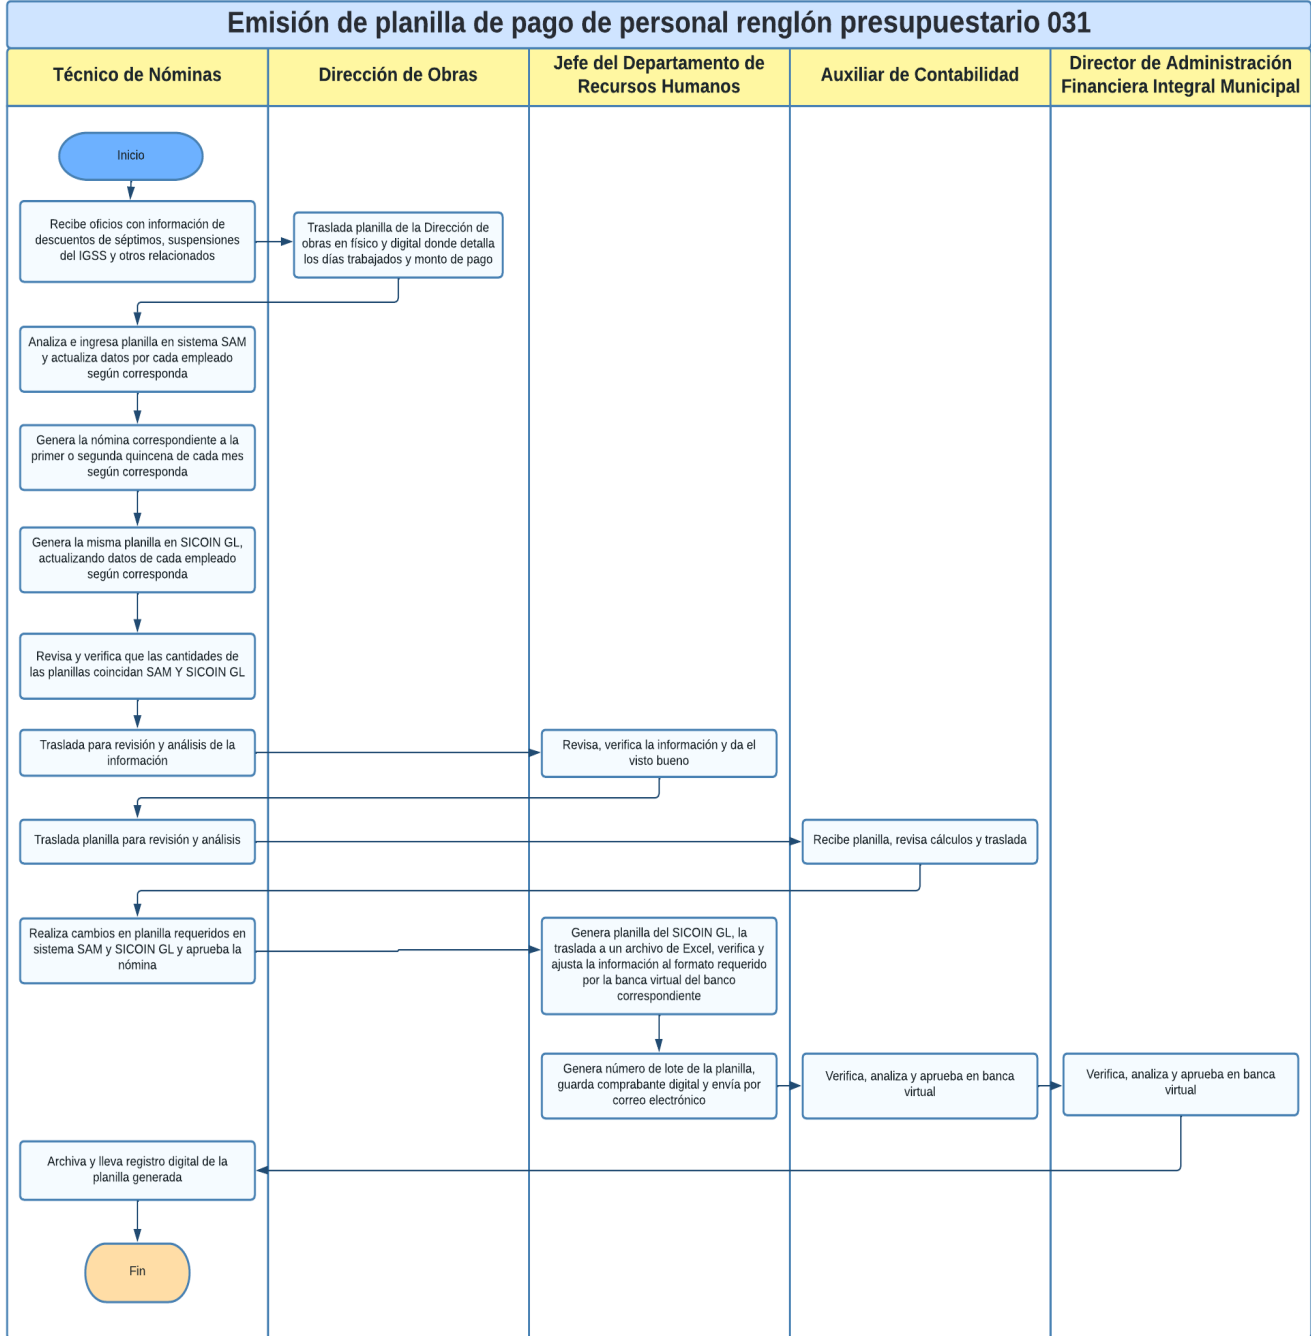 Emisión de planilla de pago de personal renglón presupuestario 031
Técnico de Nóminas
Dirección de Obras
Jefe del Departamento de
Recursos Humanos
Auxiliar de Contabilidad
Director de Administración
Financiera Integral Municipal
Inicio
Recibe oficios con información de
descuentos de séptimos, suspensiones
del IGSS y otros relacionados
Traslada planilla de la Dirección de
obras en físico y digital donde detalla
los días trabajados y monto de pago
Analiza e ingresa planilla en sistema SAM
y actualiza datos por cada empleado
según corresponda
Genera la nómina correspondiente a la
primer o segunda quincena de cada mes
según corresponda
Genera la misma planilla en SICOIN GL,
actualizando datos de cada empleado
según corresponda
Revisa y verifica que las cantidades de
las planillas coincidan SAM Y SICOIN GL
Traslada para revisión y análisis de la
información
Revisa, verifica la información y da el
visto bueno
Traslada planilla para revisión y análisis
Recibe planilla, revisa cálculos y traslada
Realiza cambios en planilla requeridos en
sistema SAM y SICOIN GL y aprueba la
nómina
Genera planilla del SICOIN GL, la
traslada a un archivo de Excel, verifica y
ajusta la información al formato requerido
por la banca virtual del banco
correspondiente
Genera número de lote de la planilla,
guarda comprabante digital y envía por
correo electrónico
Verifica, analiza y aprueba en banca
virtual
Verifica, analiza y aprueba en banca
virtual
Archiva y lleva registro digital de la
planilla generada
Fin